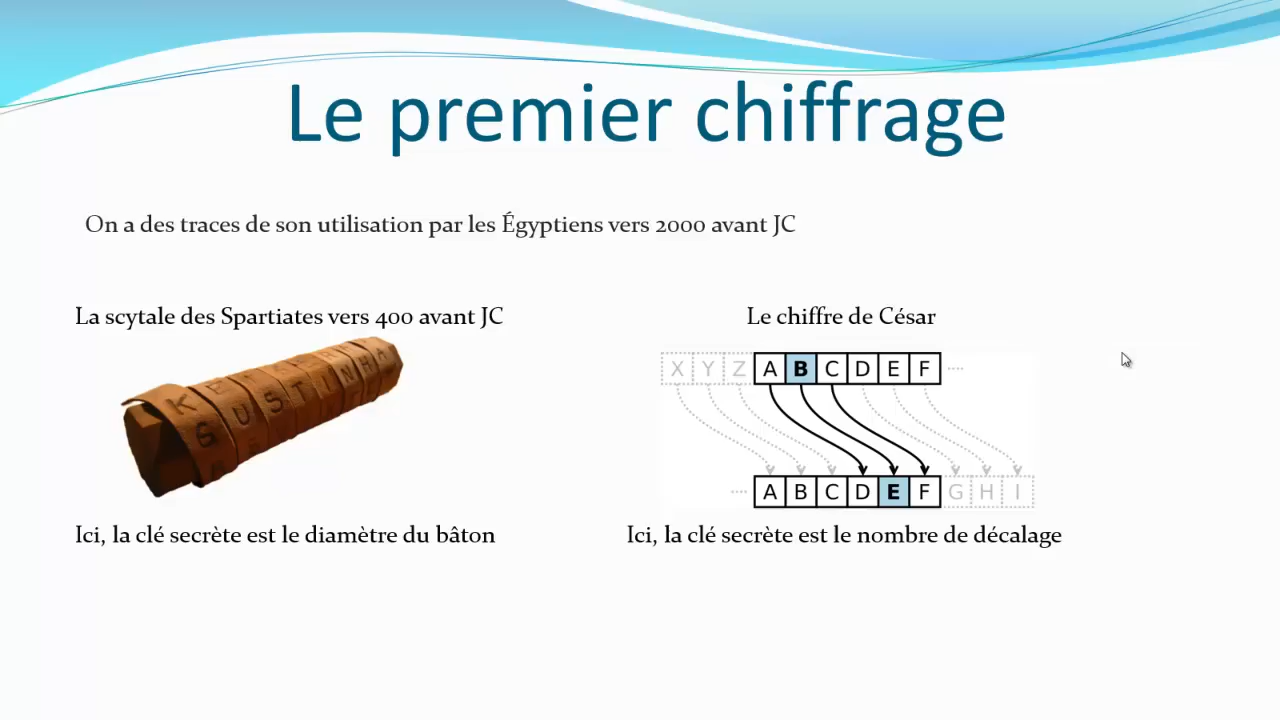 Le premier chiffrage
On a des traces de son utilisation par les Égyptiens vers 2000 avant JC
La scytale des Spartiates vers 400 avant JC
Le chiffre de César
X Y Z A B C D E F ....
K
U S T I N H A
S
.... A B C D E F G H I
Ici, la clé secrète est le diamètre du bâton
Ici, la clé secrète est le nombre de décalage